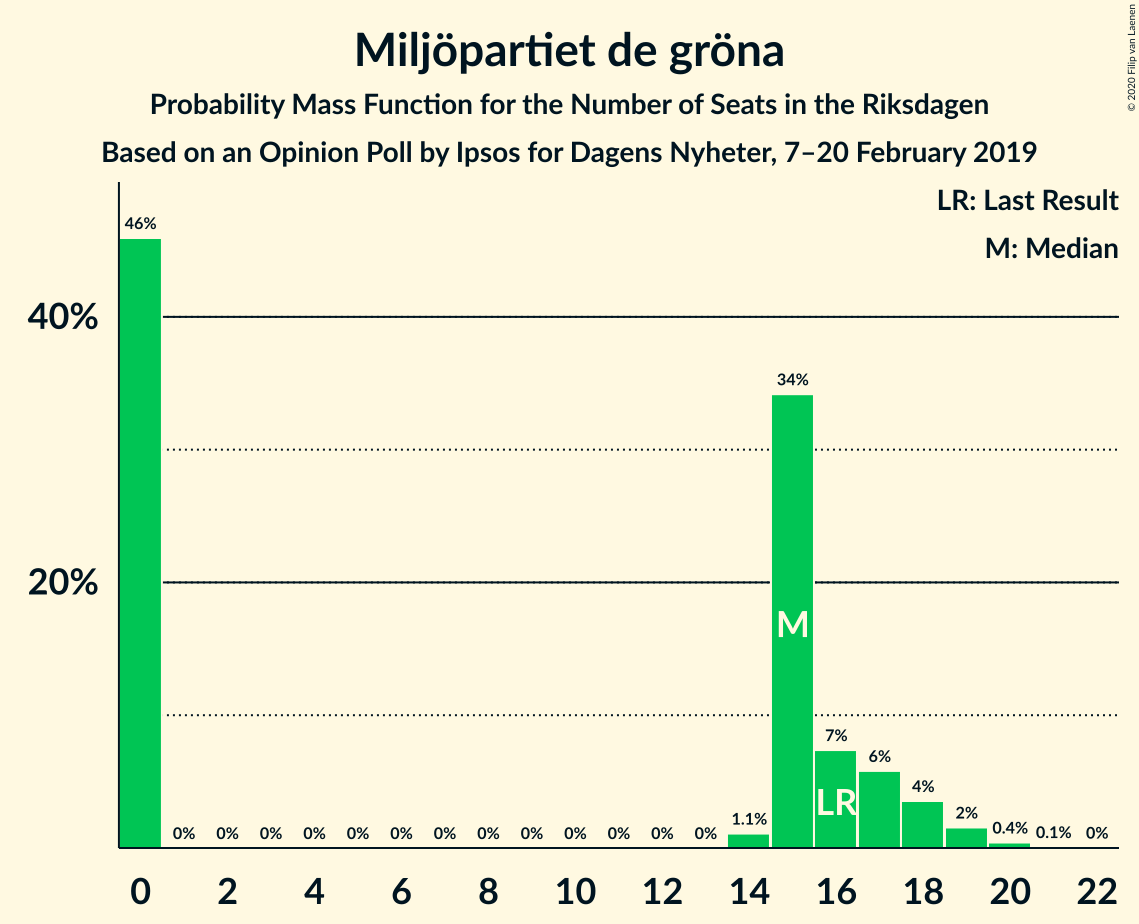 Miljöpartiet de gröna
Probability Mass Function for the Number of Seats in the Riksdagen
Based on an Opinion Poll by Ipsos for Dagens Nyheter, 7–20 February 2019
© 2020 Filip van Laenen
LR: Last Result
M: Median
40%
20%
46%
0% 0% 0% 0% 0% 0% 0% 0% 0% 0% 0% 0% 0% 1.1% 34% 7% 6% 4% 2% 0.4% 0.1% 0%
M
LR
0 2 4 6 8 10 12 14 16 18 20 22